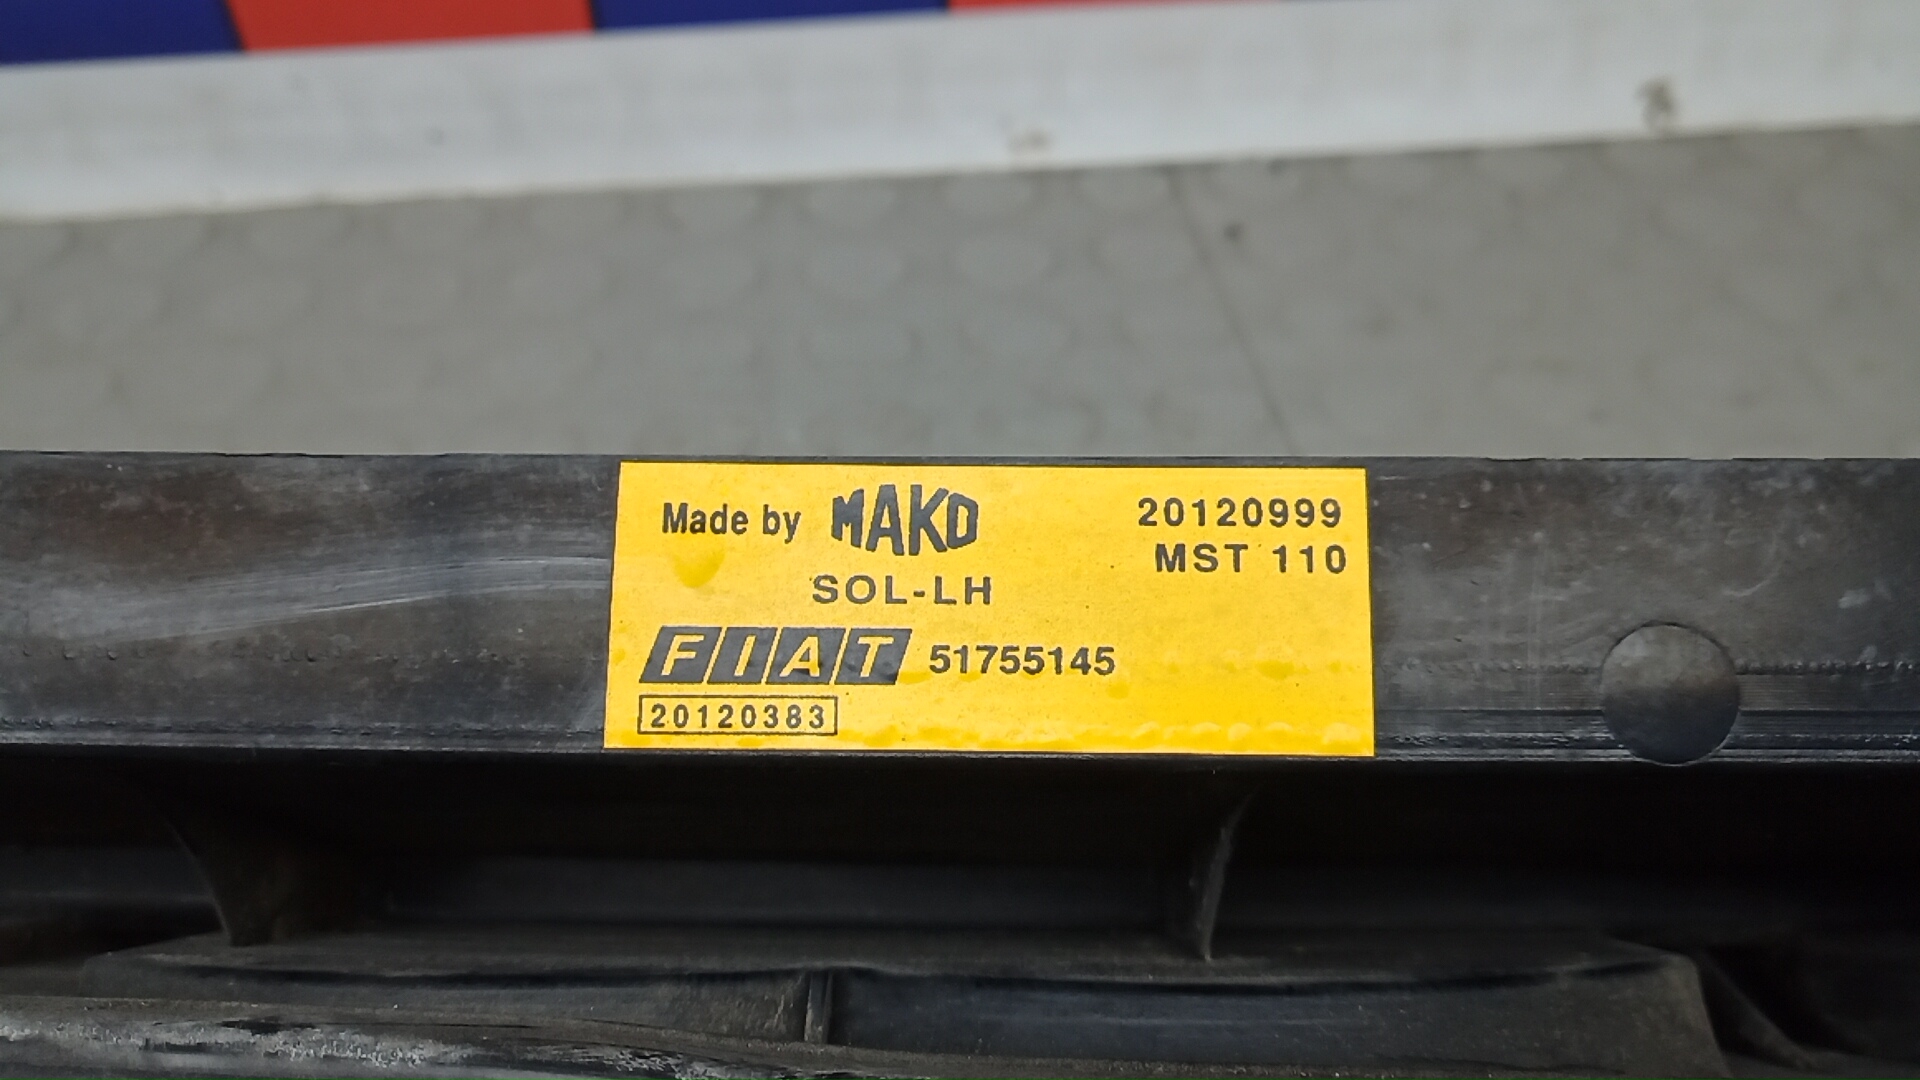 Made by MAKO 20120999
MST 110
SOL-LH
FIAT 51755145
20120383